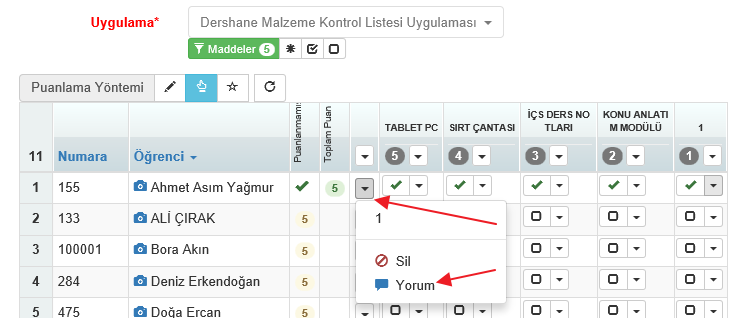 Uygulama* Dershane Malzeme Kontrol Listesi Uygulaması
Maddeler 5
Puanlama Yöntemi
11 Numara Öğrenci Puanlanmamış Toplam Puan TABLET PC 5 SIRT ÇANTASI 4 İÇS DERS NO
TLARI 3 KONU ANLATI
M MODÜLÜ 2 1 1
1 155 Ahmet Asım Yağmur 5
2 133 ALİ ÇIRAK 5
3 100001 Bora Akın 5
4 284 Deniz Erkendoğan 5
5 475 Doğa Ercan 5
1
Sil
Yorum